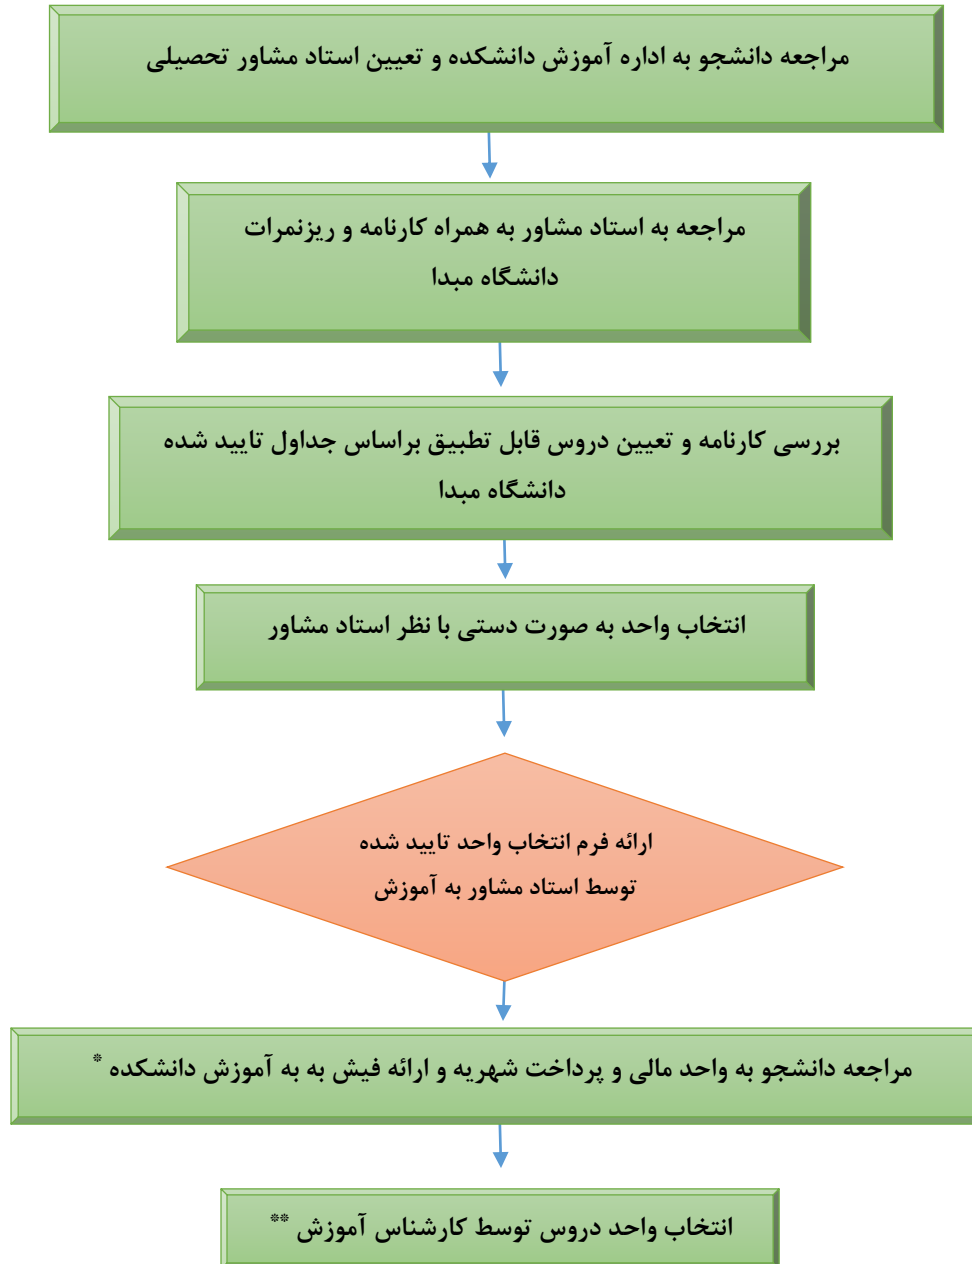 مراجعه دانشجو به اداره آموزش دانشکده و تعیین استاد مشاور تحصیلی
مراجعه به استاد مشاور به همراه کارنامه و ریزنمرات
دانشگاه مبدا
بررسی کارنامه و تعیین دروس قابل تطبیق براساس جداول تایید شده
دانشگاه مبدا
انتخاب واحد به صورت دستی با نظر استاد مشاور
ارائه فرم انتخاب واحد تایید شده
توسط استاد مشاور به آموزش
مراجعه دانشجو به واحد مالی و پرداخت شهریه و ارائه فیش به به آموزش دانشکده *
انتخاب واحد دروس توسط کارشناس آموزش **